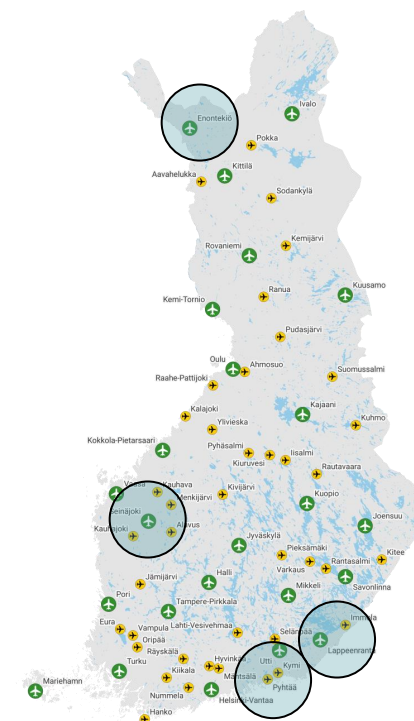 Ivalo
Enontekiö
Pokka
Kittilä
Aavahelukka
Sodankylä
Kemijärvi
Rovaniemi
Kuusamo
Ranua
Kemi-Tornio
Pudasjärvi
Oulu
Ahmosuo
Suomussalmi
Raahe-Pattijoki
Kajaani
Kalajoki
Kuhmo
Ylivieska
Kokkola-Pietarsaari
Pyhäsalmi
Iisalmi
Kiuruvesi
Rautavaara
Vaasa
Kauhava
Kivijärvi
Menkijärvi
Kuopio
Seinäjoki
Joensuu
Kauhajoki
Alavus
Jyväskylä
Pieksämäki
Kitee
Varkaus
Rantasalmi
Savonlinna
Jämijärvi
Halli
Mikkeli
Pori
Tampere-Pirkkala
Eura
Vampula
Lahti-Vesivehmaa
Selänpää
Immola
Oripää
Räyskälä
Utti
Lappeenranta
Turku
Hyvinkää
Kymi
Kiikala
Mäntsälä
Pyhtää
Mariehamn
Nummela
Helsinki-Vantaa
Hanko